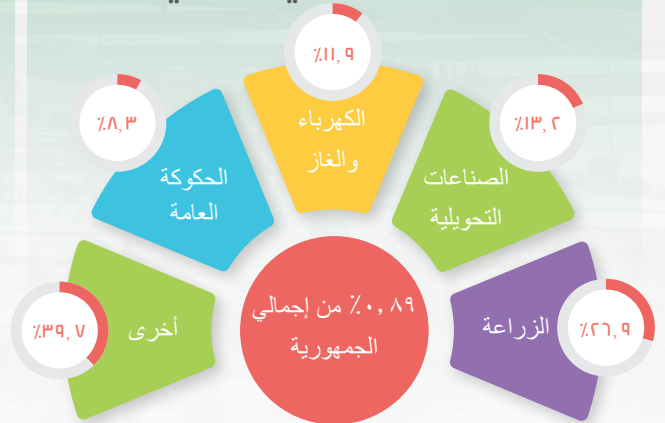 ٪١١,٩
الكهرباء
والغاز
٪١٣,٢
الصناعات
التحويلية
٪٨,٣
الحكوكة
العامة
٪٢٦,٩
الزراعة
٪٣٩,٧
أخرى
٠,٨٩٪ من إجمالي
الجمهورية